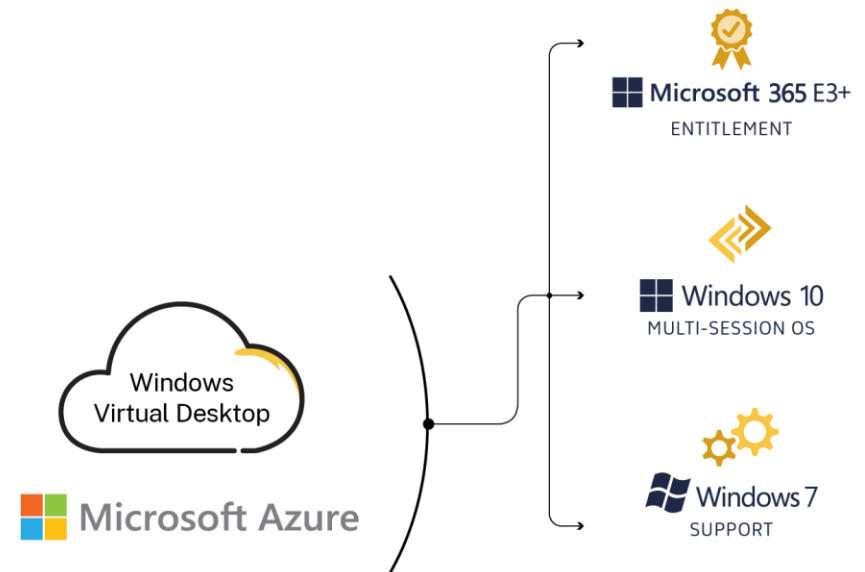 Microsoft 365 E3+
ENTITLEMENT
Windows 10
MULTI-SESSION OS
Windows
Virtual Desktop
Microsoft Azure
Windows 7
SUPPORT